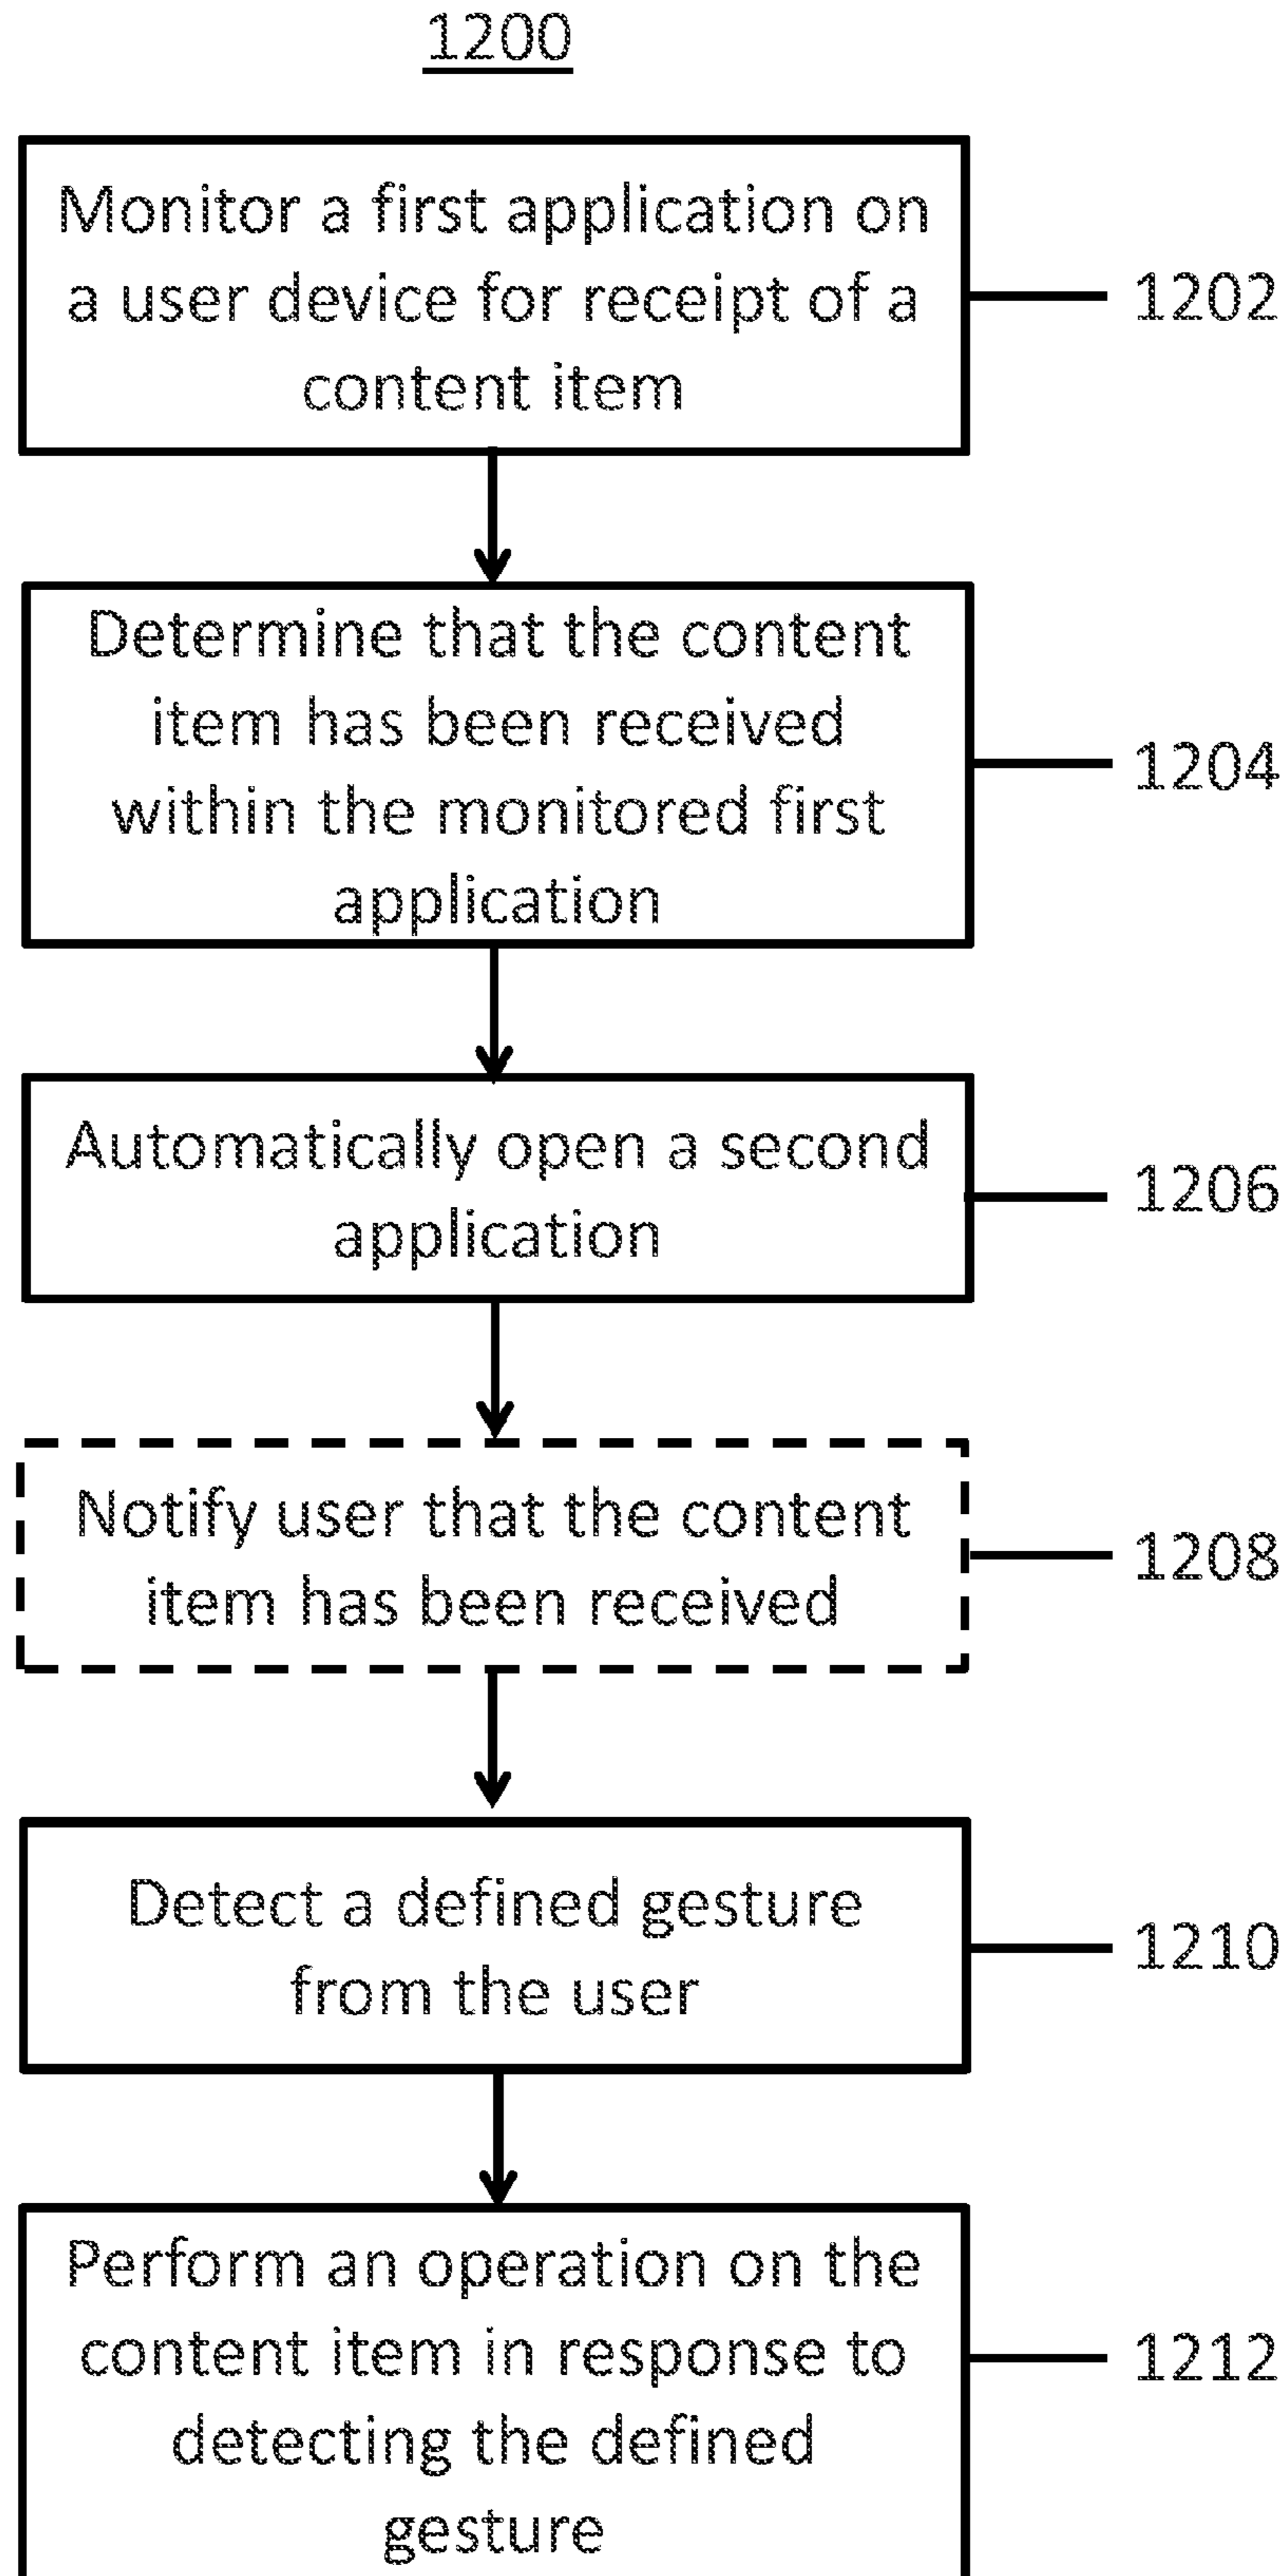 1200
Monitor a first application on
a user device for receipt of a
content item
1202
Determine that the content
item has been received
within the monitored first
application
1204
Automatically open a second
application
1206
Notify user that the content
item has been received
1208
Detect a defined gesture
from the user
1210
Perform an operation on the
content item in response to
detecting the defined
gesture
1212